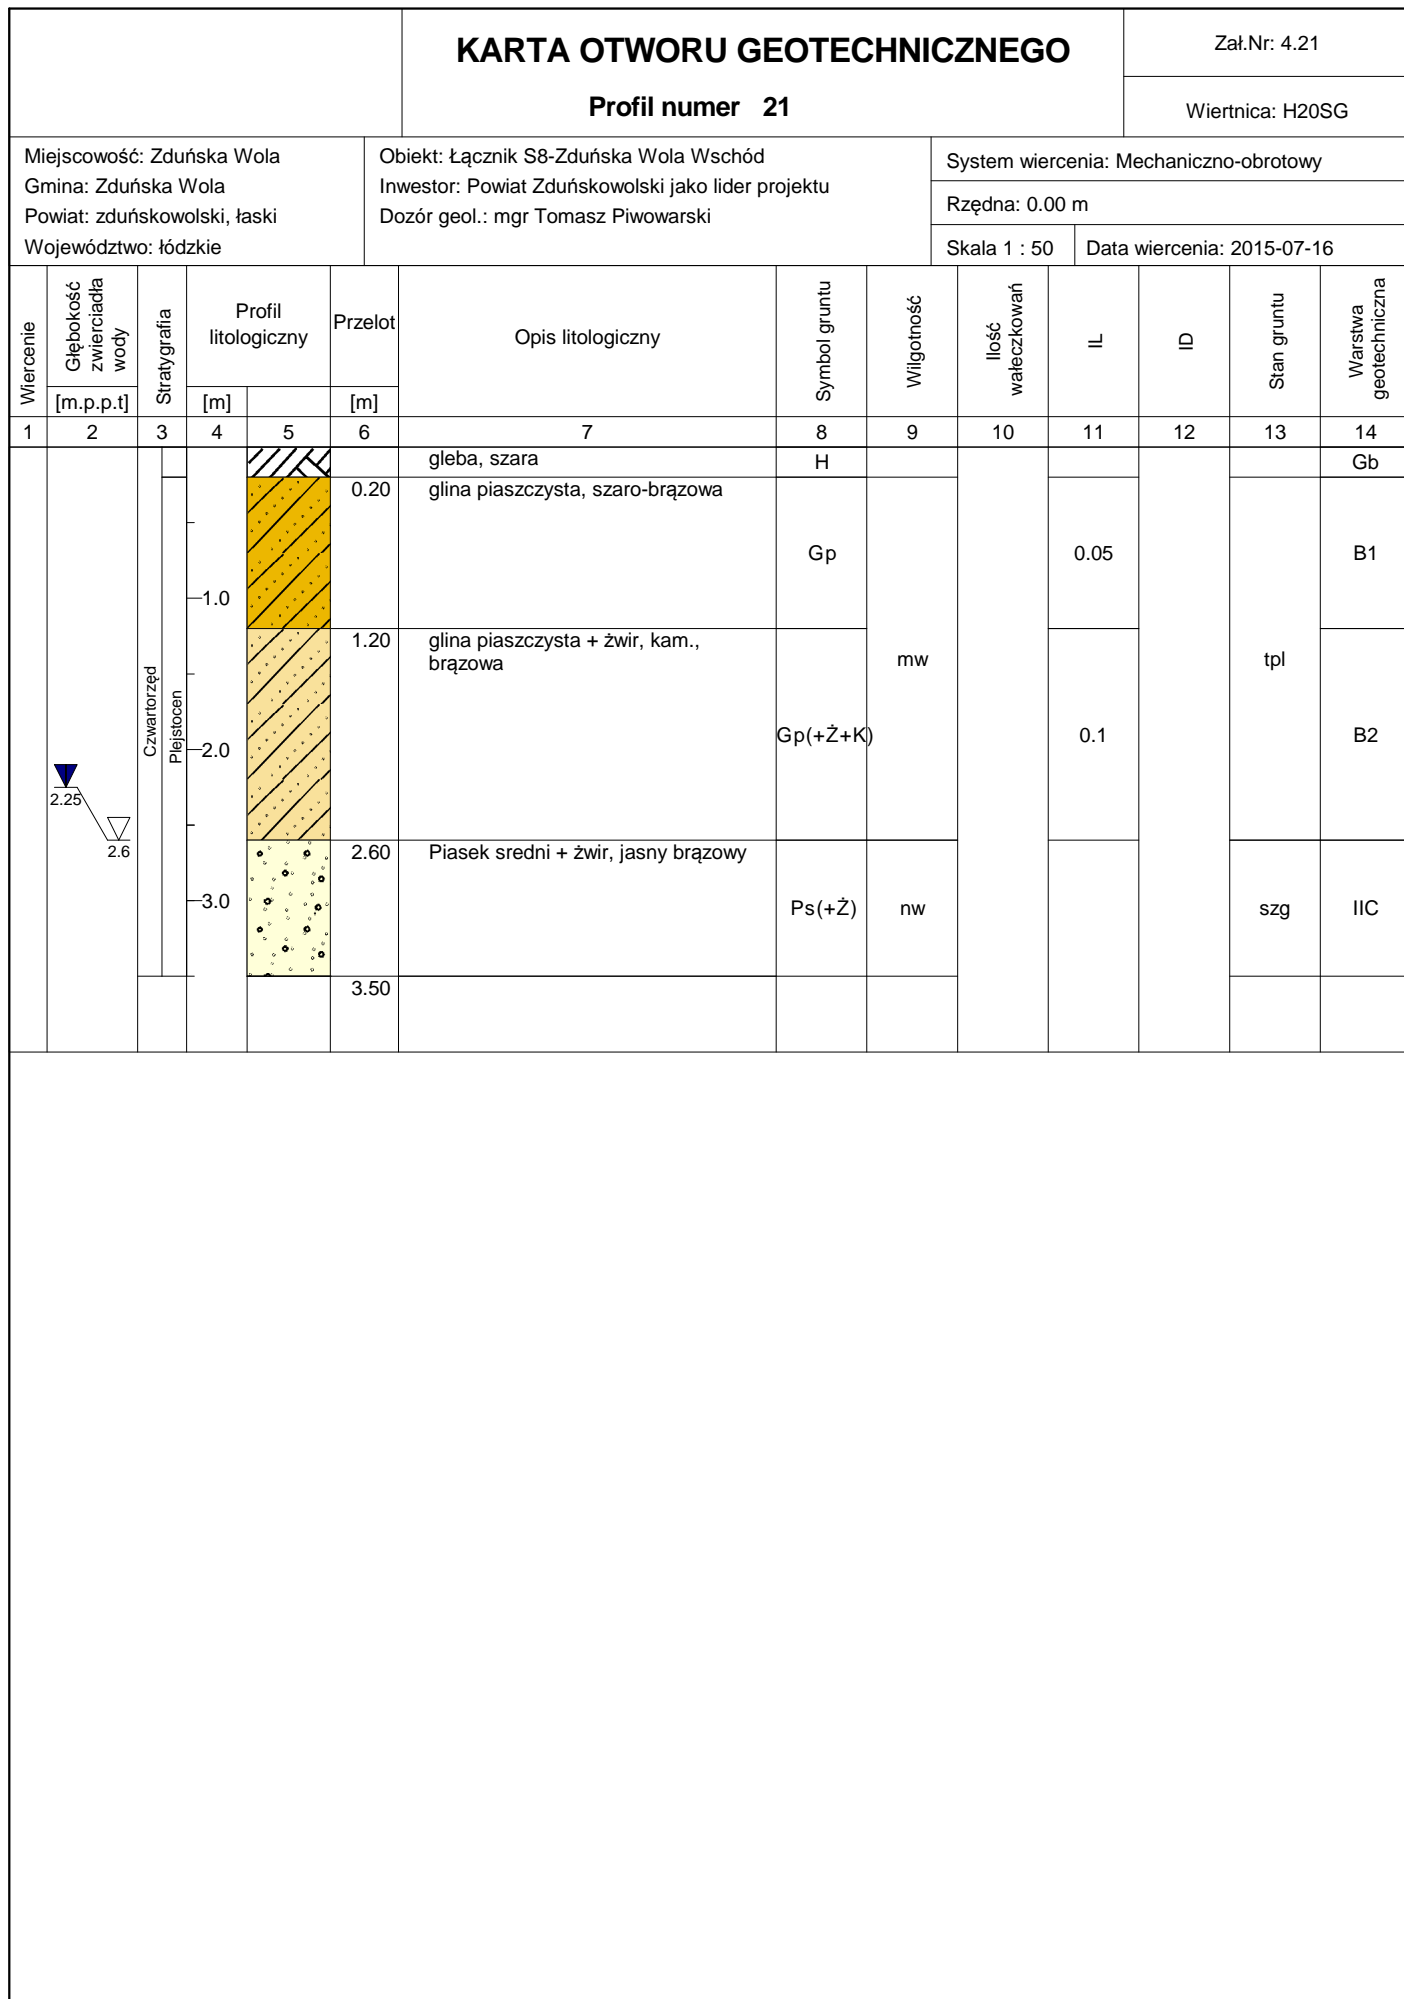 KARTA OTWORU GEOTECHNICZNEGO
Profil numer 21
Zał.Nr: 4.21
Wiertnica: H20SG
Miejscowość: Zduńska Wola
Gmina: Zduńska Wola
Powiat: zduńskowolski, łaski
Województwo: łódzkie
Obiekt: Łącznik S8-Zduńska Wola Wschód
Inwestor: Powiat Zduńskowolski jako lider projektu
Dozór geol.: mgr Tomasz Piwowarski
System wiercenia: Mechaniczno-obrotowy
Rzędna: 0.00 m
Skala 1 : 50
Data wiercenia: 2015-07-16
Wiercenie
Głębokość
zwierciadła
wody
[m.p.p.t]
Stratygrafia
Profil
litologiczny
[m]
Przelot
[m]
Opis litologiczny
Symbol gruntu
Wilgotność
Ilość
wałeczkowań
IL
ID
Stan gruntu
Warstwa
geotechniczna
1 2 3 4 5 6 7 8 9 10 11 12 13 14
gleba, szara H Gb
0.20 glina piaszczysta, szaro-brązowa
Gp 0.05 B1
1.0
1.20 glina piaszczysta + żwir, kam.,
brązowa
mw tpl
Czwartorzęd
Plejstocen
2.0
Gp(+Ż+K) 0.1 B2
2.25
2.6
2.60 Piasek sredni + żwir, jasny brązowy
3.0
Ps(+Ż) nw szg IIC
3.50